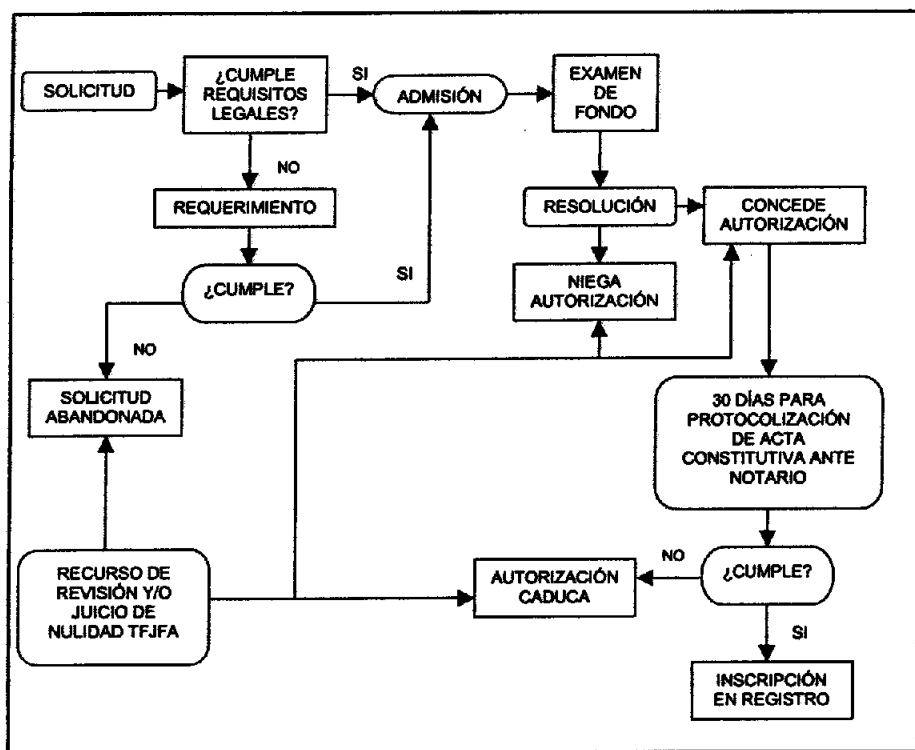 SOLICITUD
¿CUMPLE
REQUISITOS
LEGALES?
SI
ADMISIÓN
EXAMEN
DE
FONDO
NO
REQUERIMIENTO
RESOLUCIÓN
CONCEDE
AUTORIZACIÓN
¿CUMPLE?
SI
NIEGA
AUTORIZACIÓN
NO
SOLICITUD
ABANDONADA
30 DÍAS PARA
PROTOCOLIZACIÓN
DE ACTA
CONSTITUTIVA ANTE
NOTARIO
RECURSO DE
REVISIÓN Y/O
JUICIO DE
NULIDAD TFJFA
AUTORIZACIÓN
CADUCA
NO
¿CUMPLE?
SI
INSCRIPCIÓN
EN REGISTRO